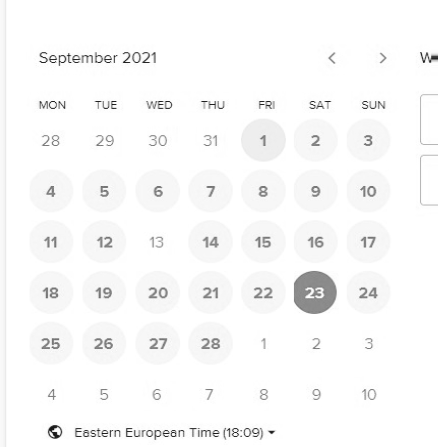 September 2021
MON TUE WED THU FRI SAT SUN
28 29 30 31 1 2 3
4 5 6 7 8 9 10
11 12 13 14 15 16 17
18 19 20 21 22 23 24
25 26 27 28 1 2 3
4 5 6 7 8 9 10
Eastern European Time (18:09)